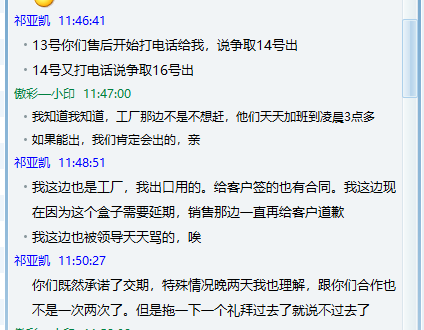 祁亚凯 11:46:41
• 13号你们售后开始打电话给我，说争取14号出
• 14号又打电话说争取16号出
傲彩—小印 11:47:00
• 我知道我知道，工厂那边不是不想赶，他们天天加班到凌晨3点多
• 如果能出，我们肯定会出的，亲
祁亚凯 11:48:51
• 我这边也是工厂，我出口用的。给客户签的也有合同。我这边现
在因为这个盒子需要延期，销售那边一直再给客户道歉
• 我这边也被领导天天骂的，唉
祁亚凯 11:50:27
你们既然承诺了交期，特殊情况晚两天我也理解，跟你们合作也
不是一次两次了。但是拖一下一个礼拜过去了就说不过去了